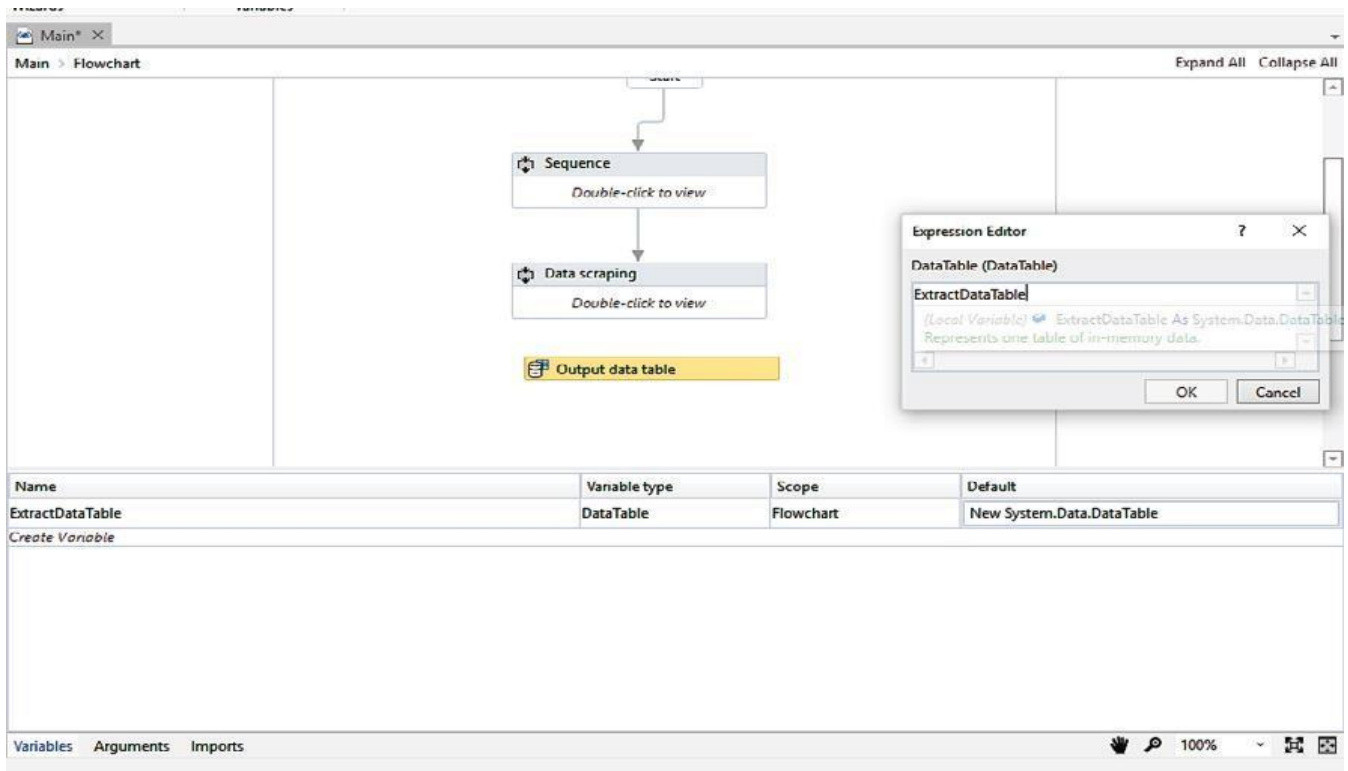 Main*
Main > Flowchart
Expand All Collapse All
Start
Sequence
Double-click to view
Data scraping
Double-click to view
Output data table
Expression Editor ?
DataTable (DataTable)
ExtractDataTable
(Local Variable) ExtractDataTable As System.Data.DataTable
Represents one table of in-memory data.
OK Cancel
Name Variable type Scope Default
ExtractDataTable DataTable Flowchart New System.Data.DataTable
Create Variable
Variables Arguments Imports 100%